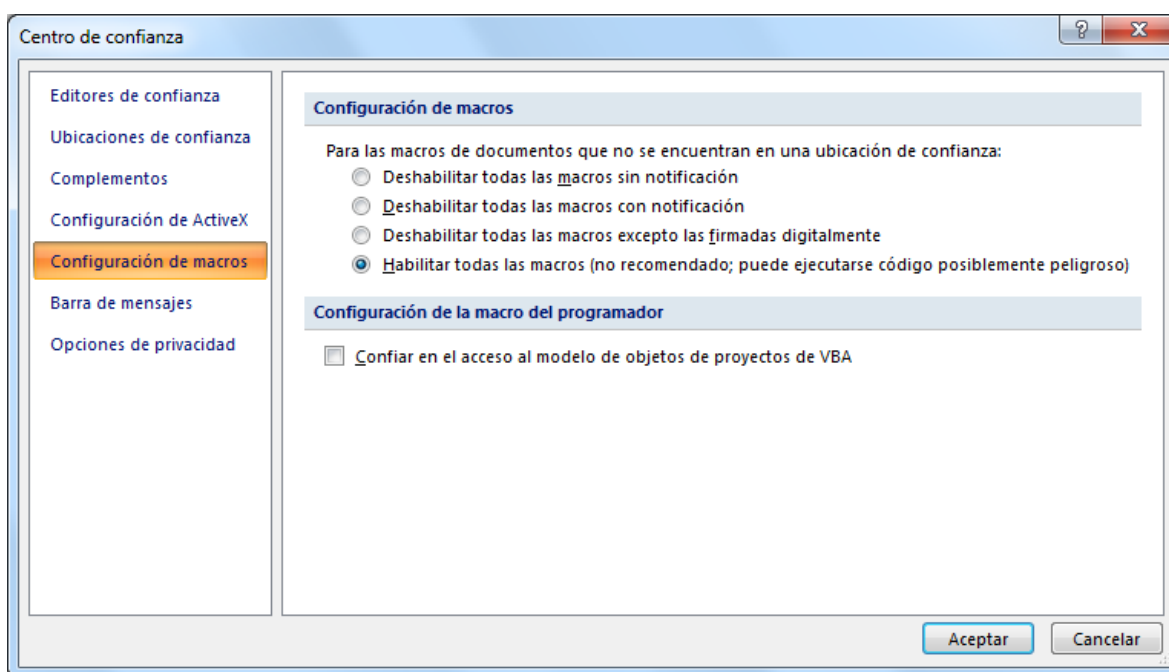 Centro de confianza
Editores de confianza
Ubicaciones de confianza
Complementos
Configuración de ActiveX
Configuración de macros
Barra de mensajes
Opciones de privacidad
Configuración de macros
Para las macros de documentos que no se encuentran en una ubicación de confianza:
Deshabilitar todas las macros sin notificación
Deshabilitar todas las macros con notificación
Deshabilitar todas las macros excepto las firmadas digitalmente
Habilitar todas las macros (no recomendado; puede ejecutarse código posiblemente peligroso)
Configuración de la macro del programador
Confiar en el acceso al modelo de objetos de proyectos de VBA
Aceptar
Cancelar